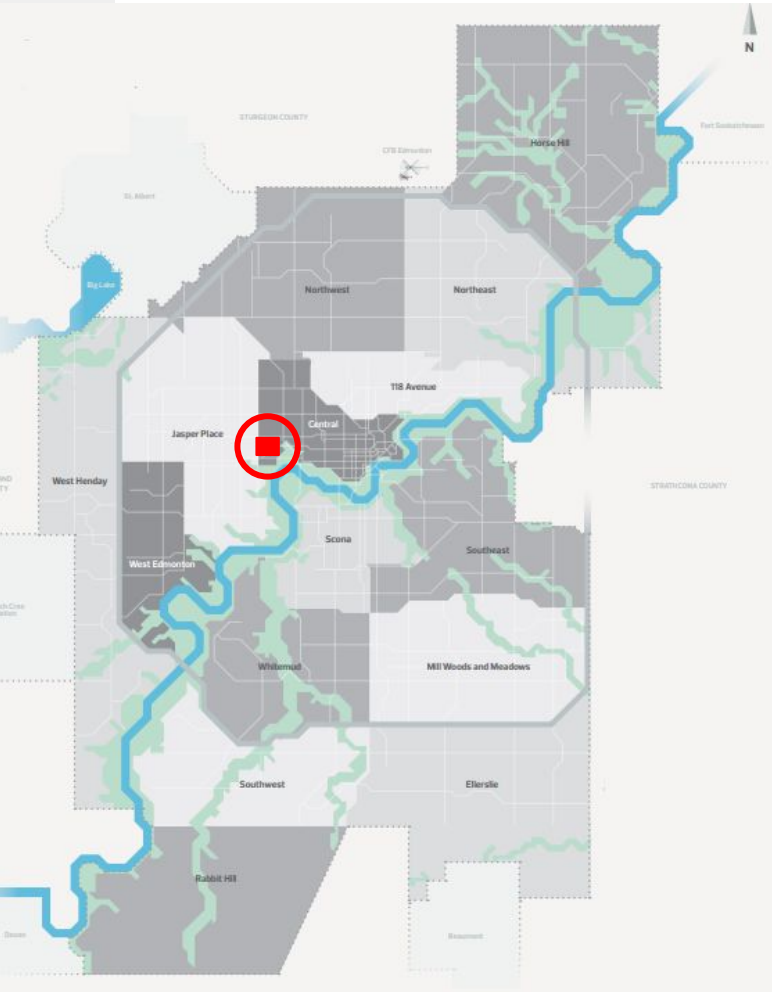 N
STURGEON COUNTY
Fort Saskatchewan
CFB Edmonton
Horse Hill
St. Albert
Big Lake
Northwest
Northeast
118 Avenue
Central
Jasper Place
West Henday
STRATHCONA COUNTY
Scona
Southeast
West Edmonton
Whitemud
Mill Woods and Meadows
Southwest
Ellerslie
Rabbit Hill
Devon
Beaumont